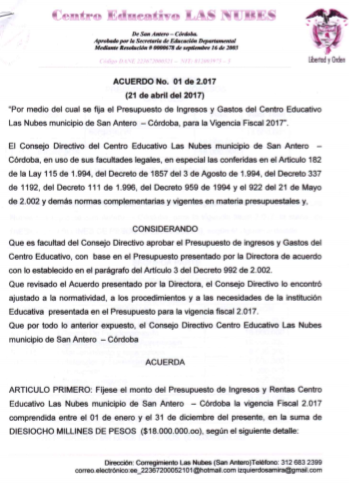 Centro Educativo LAS NUBES
De San Antero – Córdoba.
Aprobado por la Secretaría de Educación Departamental
Mediante Resolución # 0000678 de septiembre 16 de 2003
Libertad y Orden
ACUERDO No. 01 de 2.017
(21 de abril del 2017)
"Por medio del cual se fija el Presupuesto de Ingresos y Gastos del Centro Educativo
Las Nubes municipio de San Antero – Córdoba, para la Vigencia Fiscal 2017".
El Consejo Directivo del Centro Educativo Las Nubes municipio de San Antero –
Córdoba, en uso de sus facultades legales, en especial las conferidas en el Articulo 182
de la Lay 115 de 1.994, del Decreto de 1857 del 3 de Agosto de 1.994, del Decreto 337
de 1192, del Decreto 111 de 1.996, del Decreto 959 de 1994 y el 922 del 21 de Mayo
de 2.002 y demás normas complementarias y vigentes en materia presupuestales y,
CONSIDERANDO
Que es facultad del Consejo Directivo aprobar el Presupuesto de ingresos y Gastos del
Centro Educativo, con base en el Presupuesto presentado por la Directora de acuerdo
con lo establecido en el parágrafo del Articulo 3 del Decreto 992 de 2.002.
Que revisado el Acuerdo presentado por la Directora, el Consejo Directivo lo encontró
ajustado a la normatividad, a los procedimientos y a las necesidades de la institución
Educativa presentada en el Presupuesto para la vigencia fiscal 2.017.
Que por todo lo anterior expuesto, el Consejo Directivo Centro Educativo Las Nubes
municipio de San Antero – Córdoba
ACUERDA
ARTICULO PRIMERO: Fíjese el monto del Presupuesto de Ingresos y Rentas Centro
Educativo Las Nubes municipio de San Antero – Córdoba la vigencia Fiscal 2.017
comprendida entre el 01 de enero y el 31 de diciembre del presente, en la suma de
DIESIOCHO MILLINES DE PESOS ($18.000.000.oo), según el siguiente detalle:
Dirección: Corregimiento Las Nubes (San Antero)Teléfono: 312 683 2399
correo.electrónico:ee_22367200052101@hotmail.com izquierdosamira@gmail.com